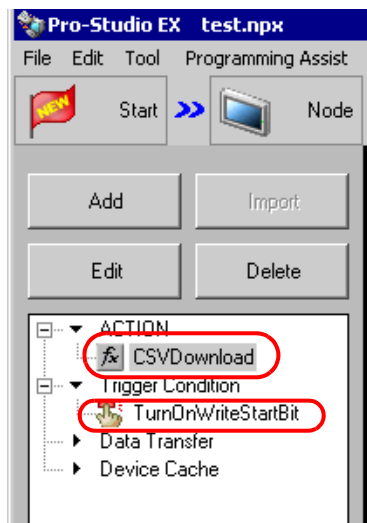 Pro-Studio EX test.npx
File Edit Tool Programming Assist
NEW Start Node
Add Import
Edit Delete
ACTION
fx CSVDownload
Trigger Condition
TurnOnWriteStartBit
Data Transfer
Device Cache